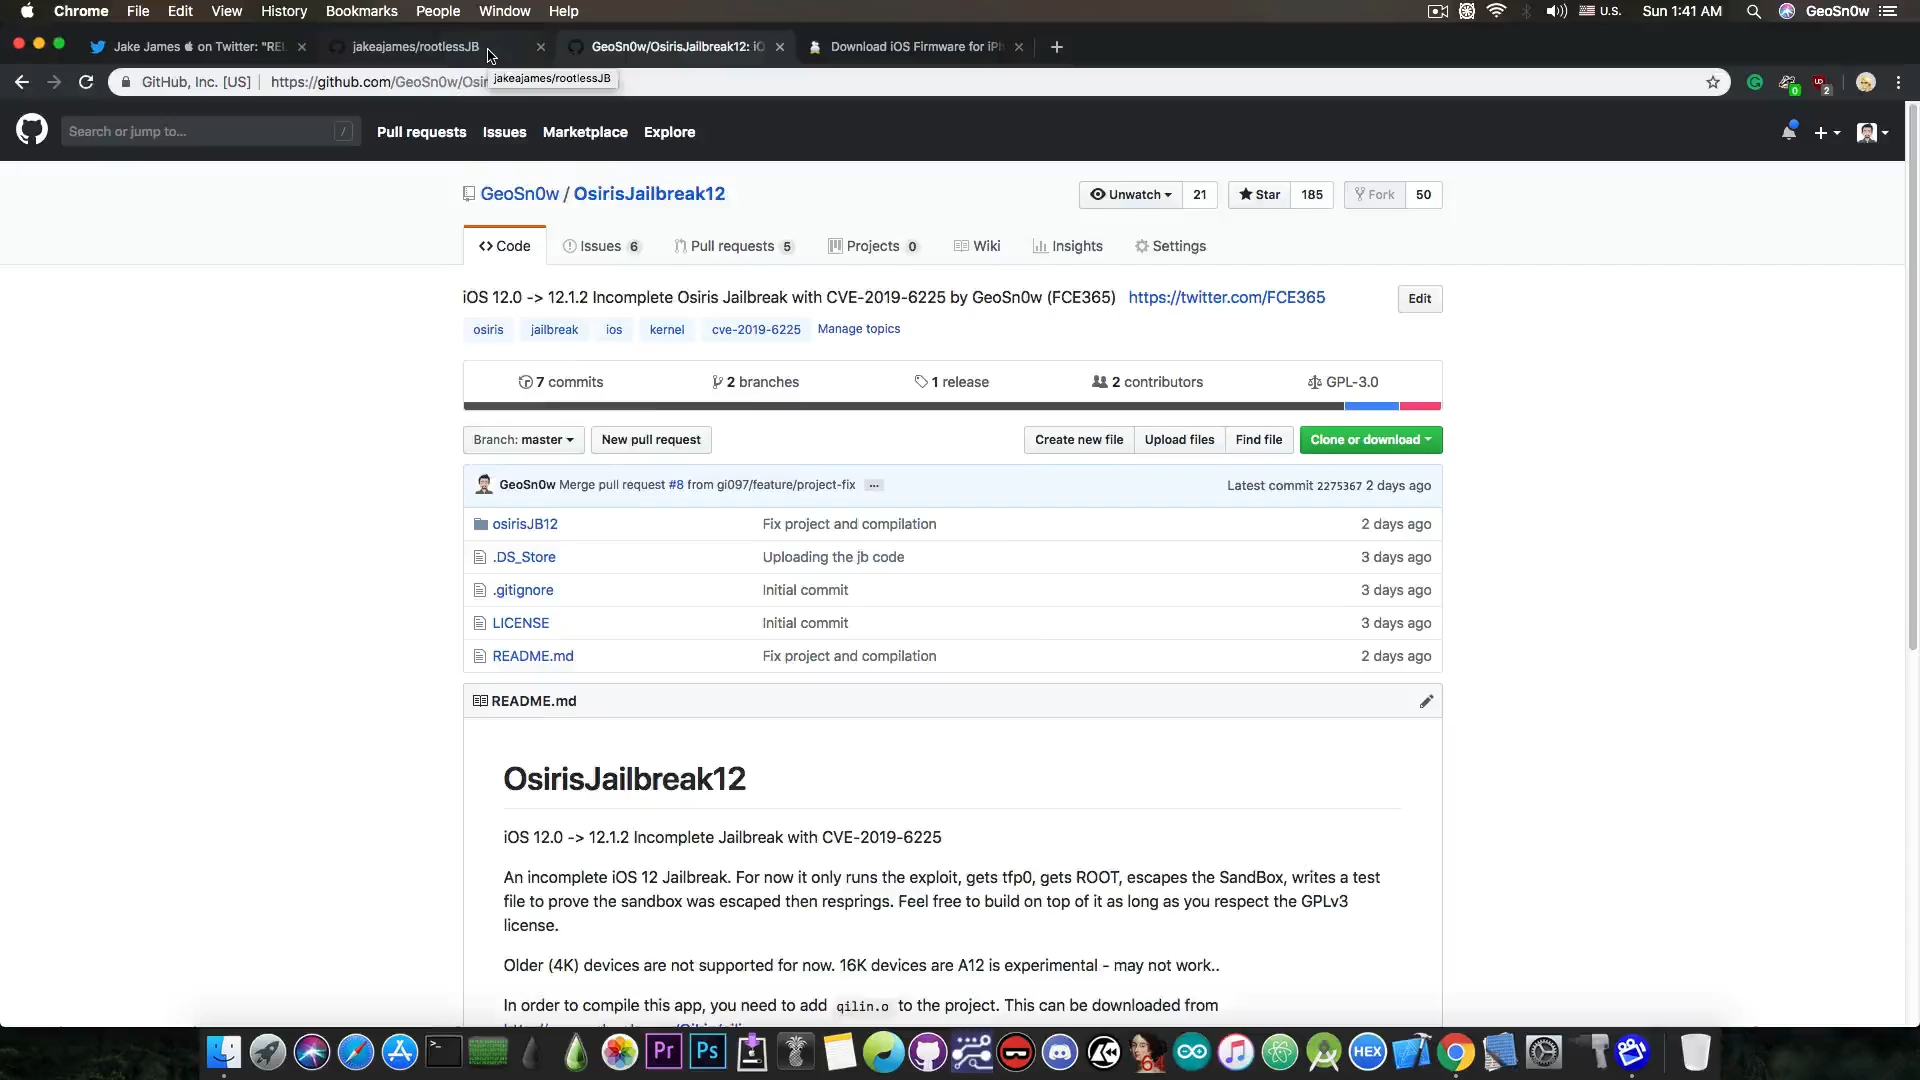 Chrome File Edit View History Bookmarks People Window Help
U.S. Sun 1:41 AM GeoSn0w
Jake James on Twitter: "REL
jakeajames/rootlessJB
GeoSn0w/OsirisJailbreak12: iO
Download iOS Firmware for iPh
GitHub, Inc. [US] https://github.com/GeoSn0w/Osir
jakeajames/rootlessJB
0
2
Search or jump to... /
Pull requests Issues Marketplace Explore
GeoSn0w / OsirisJailbreak12
Unwatch 21 Star 185 Fork 50
<> Code Issues 6 Pull requests 5 Projects 0 Wiki Insights Settings
iOS 12.0 -> 12.1.2 Incomplete Osiris Jailbreak with CVE-2019-6225 by GeoSn0w (FCE365) https://twitter.com/FCE365 Edit
osiris jailbreak ios kernel cve-2019-6225 Manage topics
7 commits 2 branches 1 release 2 contributors GPL-3.0
Branch: master New pull request Create new file Upload files Find file Clone or download
GeoSn0w Merge pull request #8 from gi097/feature/project-fix ... Latest commit 2275367 2 days ago
osirisJB12 Fix project and compilation 2 days ago
.DS_Store Uploading the jb code 3 days ago
.gitignore Initial commit 3 days ago
LICENSE Initial commit 3 days ago
README.md Fix project and compilation 2 days ago
README.md
OsirisJailbreak12
iOS 12.0 -> 12.1.2 Incomplete Jailbreak with CVE-2019-6225
An incomplete iOS 12 Jailbreak. For now it only runs the exploit, gets tfp0, gets ROOT, escapes the SandBox, writes a test
file to prove the sandbox was escaped then resprings. Feel free to build on top of it as long as you respect the GPLv3
license.
Older (4K) devices are not supported for now. 16K devices are A12 is experimental - may not work..
In order to compile this app, you need to add qilin.o to the project. This can be downloaded from
Pr Ps 64 HEX